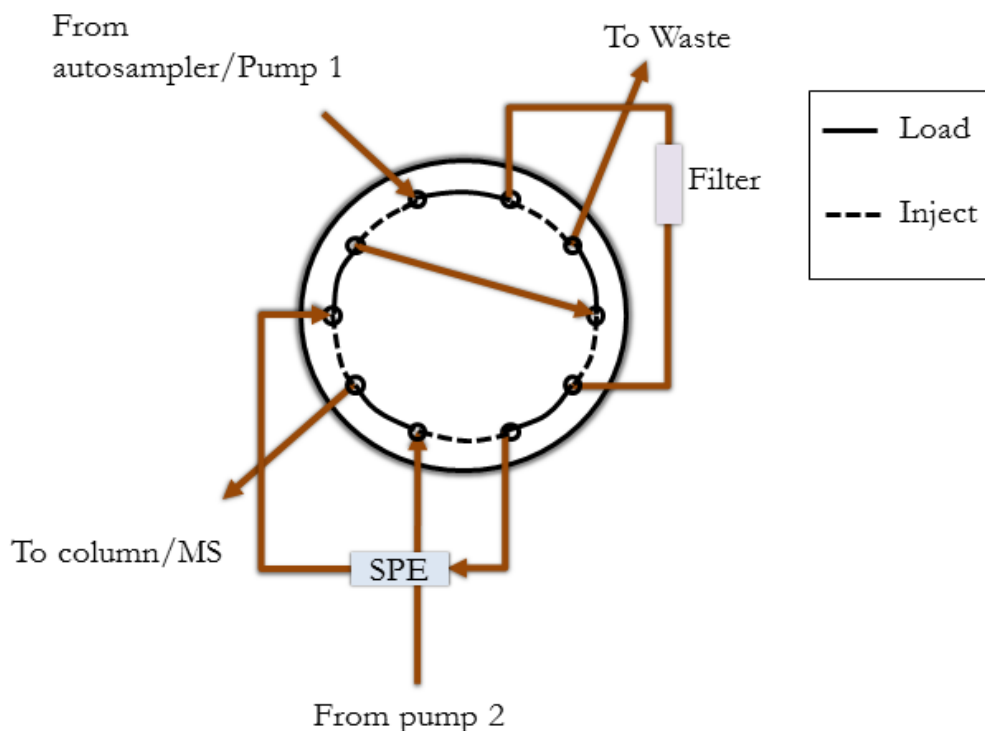 From
autosampler/Pump 1
To Waste
Load
Filter
Inject
To column/MS
SPE
From pump 2